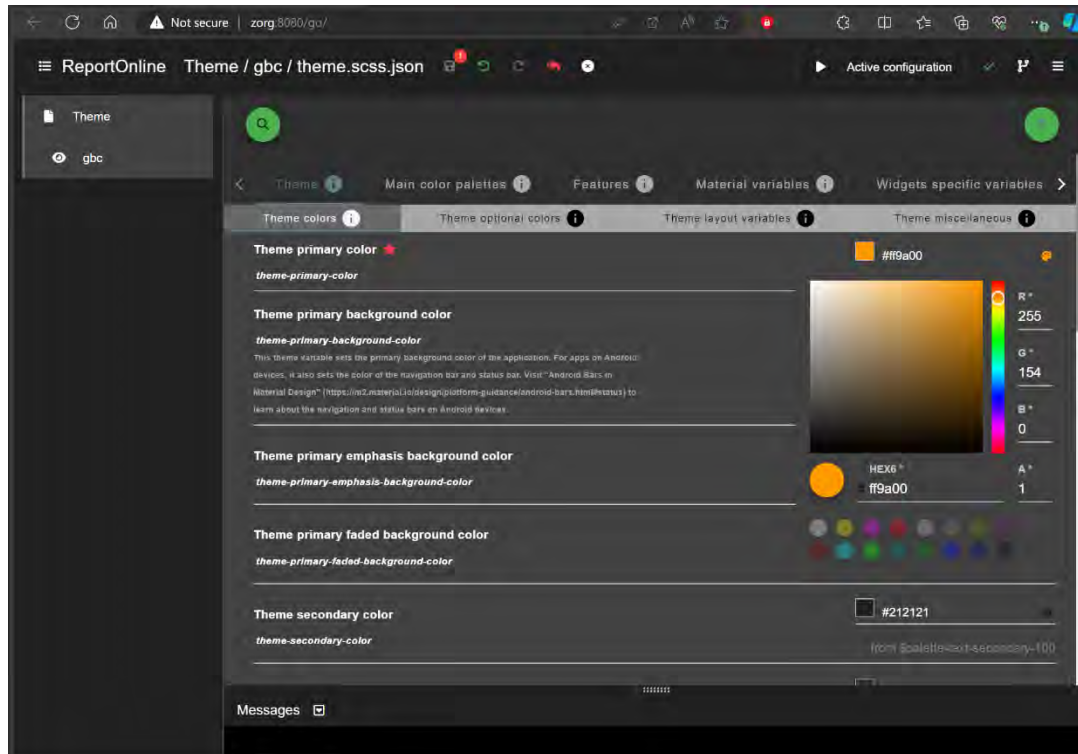 Not secure | zorg:8080/go/
ReportOnline Theme / gbc / theme.scss.json
Active configuration
Theme
gbc
Theme Main color palettes Features Material variables Widgets specific variables
Theme colors Theme optional colors Theme layout variables Theme miscellaneous
Theme primary color
#ff9a00
theme-primary-color
R *
255
Theme primary background color
theme-primary-background-color
This theme variable sets the primary background color of the application. For apps on Android
devices, it also sets the color of the navigation bar and status bar. Visit "Android Bars in
Material Design" (https://m2.material.io/design/platform-guidance/android-bars.html#status) to
learn about the navigation and status bars on Android devices.
G *
154
B *
0
Theme primary emphasis background color
theme-primary-emphasis-background-color
HEX6 *
ff9a00
A *
1
Theme primary faded background color
theme-primary-faded-background-color
Theme secondary color
#212121
theme-secondary-color
from $palette-text-secondary-100
Messages